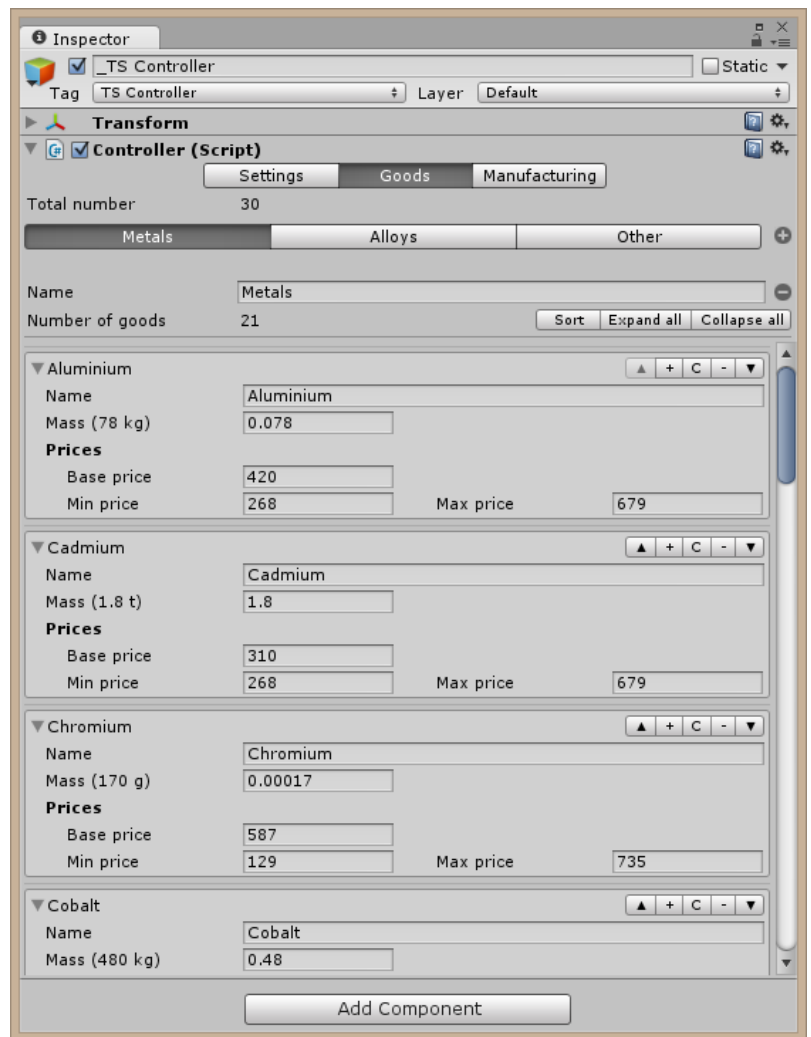 Inspector
_TS Controller Static
Tag TS Controller Layer Default
Transform
Controller (Script)
Settings Goods Manufacturing
Total number 30
Metals Alloys Other
Name Metals
Number of goods 21 Sort Expand all Collapse all
Aluminium + C -
Name Aluminium
Mass (78 kg) 0.078
Prices
Base price 420
Min price 268 Max price 679
Cadmium + C -
Name Cadmium
Mass (1.8 t) 1.8
Prices
Base price 310
Min price 268 Max price 679
Chromium + C -
Name Chromium
Mass (170 g) 0.00017
Prices
Base price 587
Min price 129 Max price 735
Cobalt + C -
Name Cobalt
Mass (480 kg) 0.48
Add Component